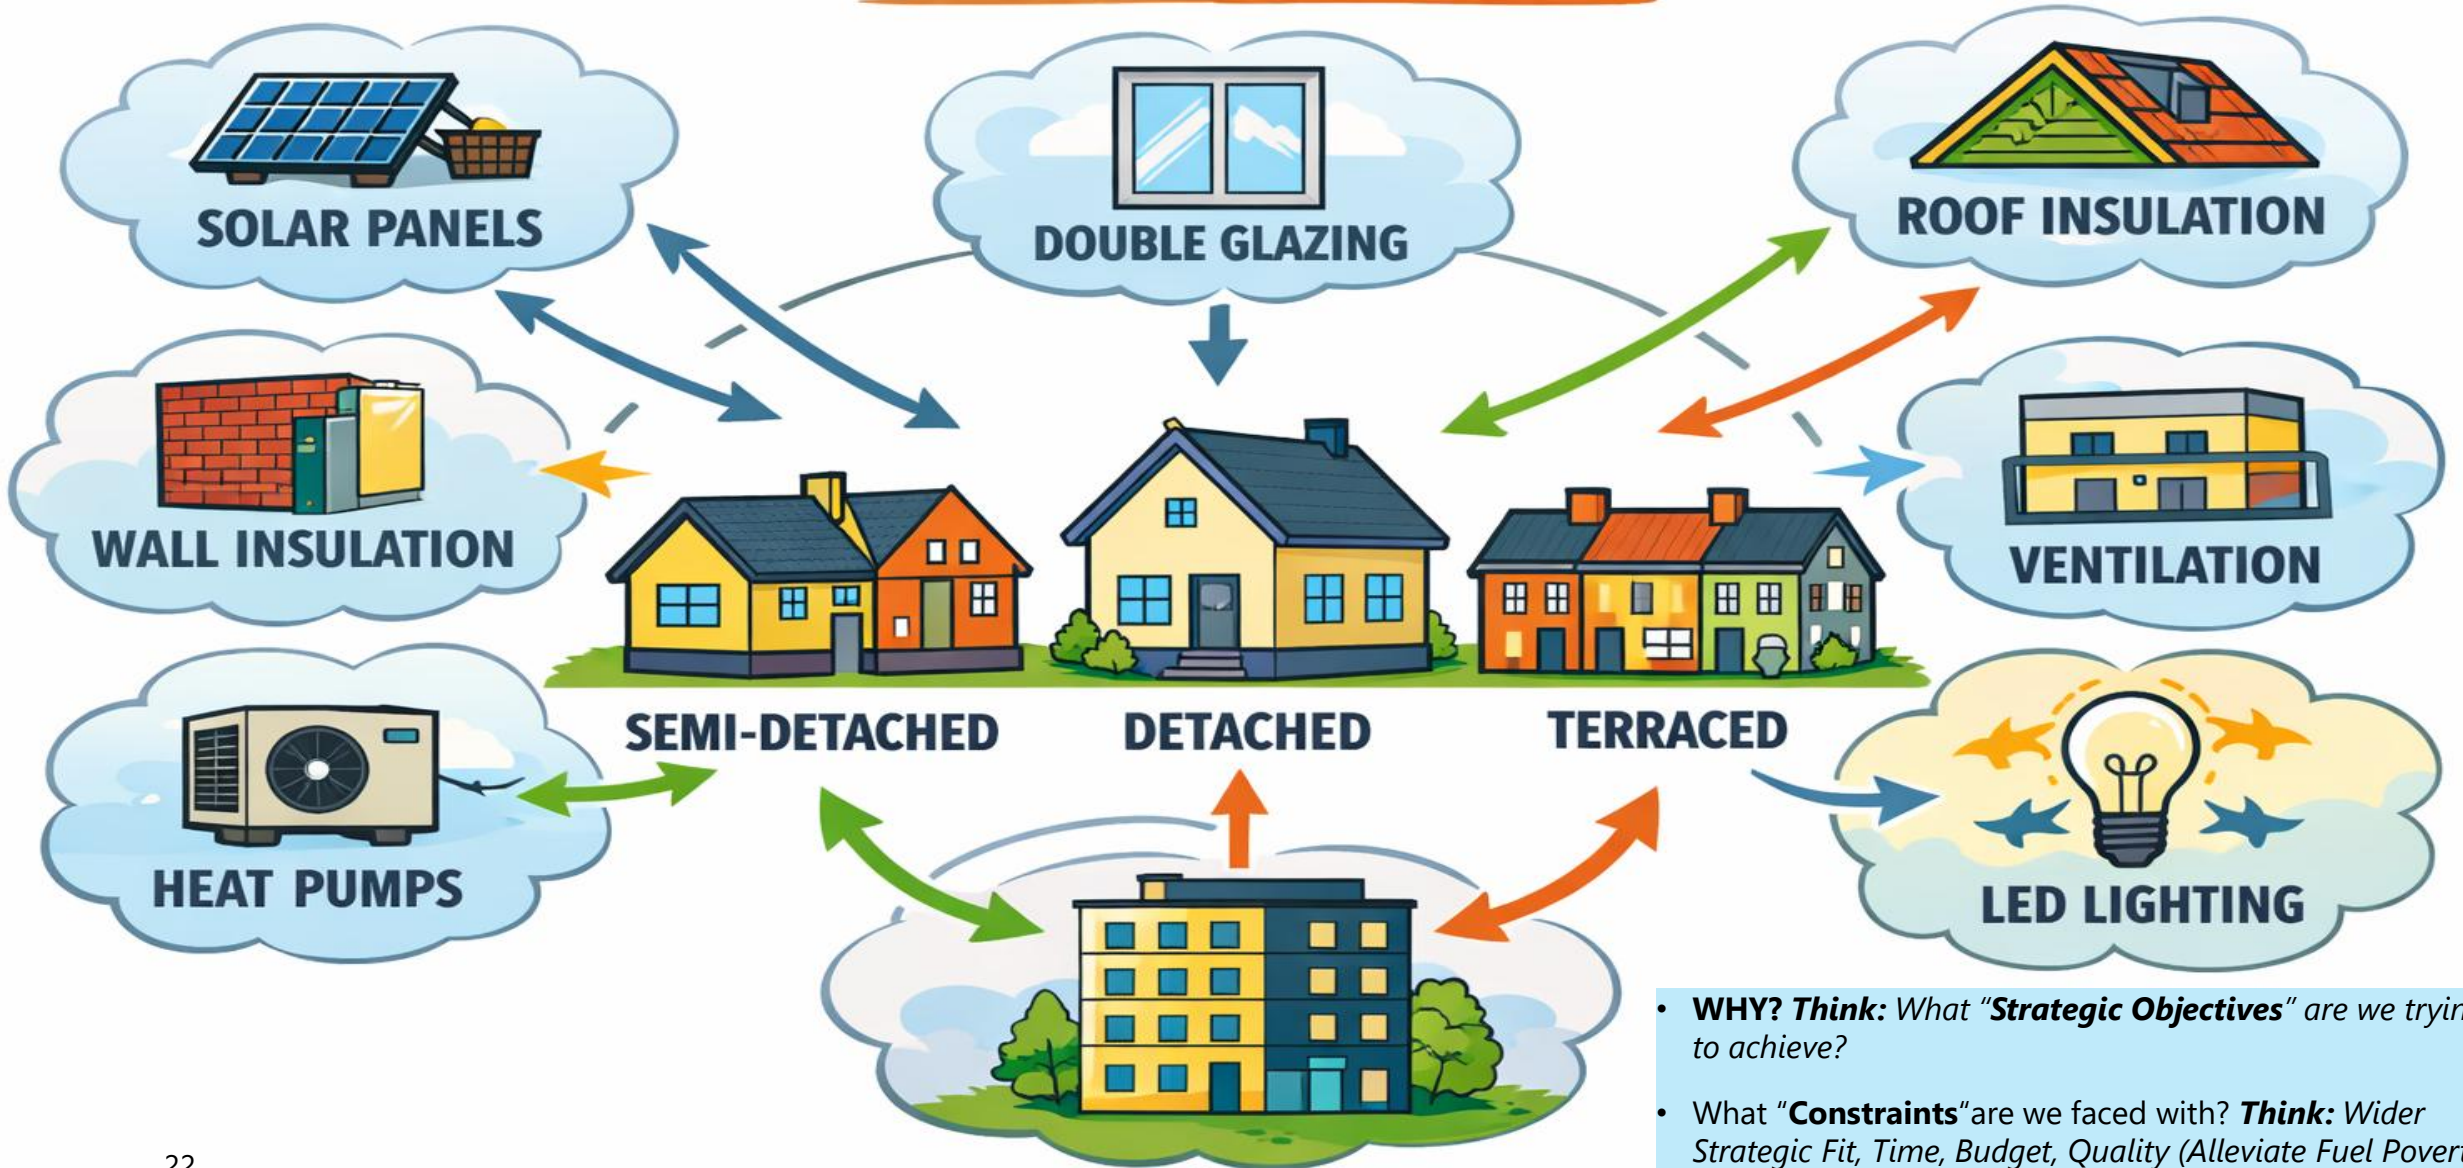 SOLAR PANELS
DOUBLE GLAZING
ROOF INSULATION
WALL INSULATION
VENTILATION
HEAT PUMPS
SEMI-DETACHED
DETACHED
TERRACED
LED LIGHTING
• WHY? Think: What “Strategic Objectives” are we tryin
to achieve?
• What “Constraints“are we faced with? Think: Wider
Strategic Fit, Time, Budget, Quality (Alleviate Fuel Povert
22